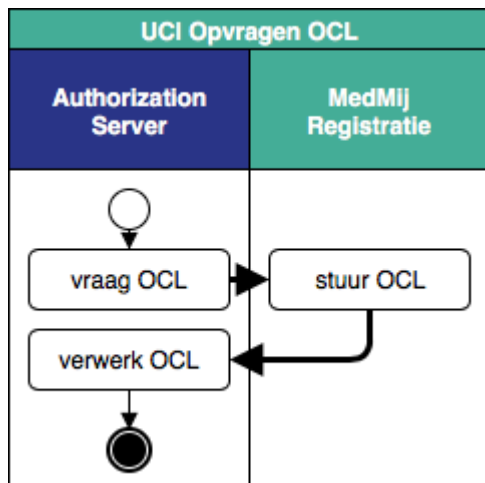 UCI Opvragen OCL
Authorization
Server
MedMij
Registratie
vraag OCL
stuur OCL
verwerk OCL